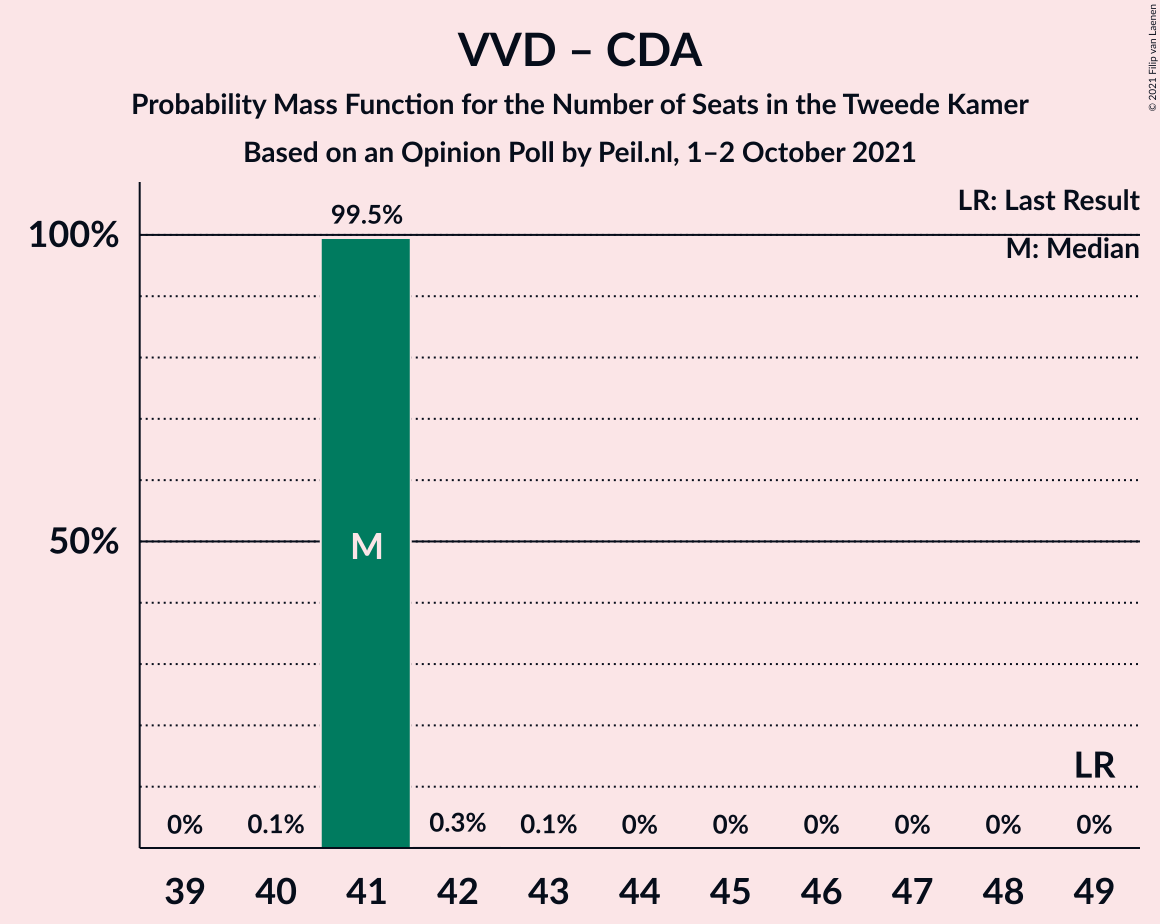 VVD – CDA
Probability Mass Function for the Number of Seats in the Tweede Kamer
Based on an Opinion Poll by Peil.nl, 1–2 October 2021
© 2021 Filip van Laenen
LR: Last Result
M: Median
100%
50%
99.5%
M
LR
0% 0.1% 0.3% 0.1% 0% 0% 0% 0% 0% 0%
39 40 41 42 43 44 45 46 47 48 49